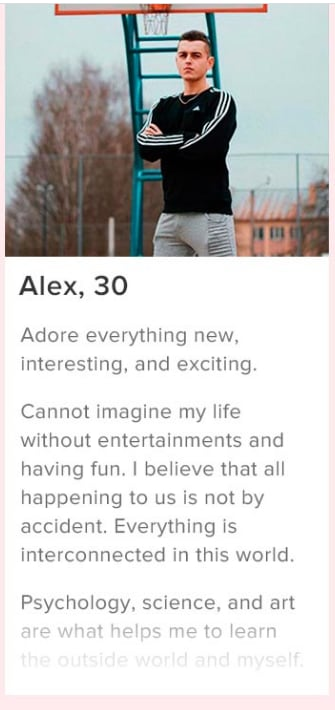 Alex, 30
Adore everything new,
interesting, and exciting.
Cannot imagine my life
without entertainments and
having fun. I believe that all
happening to us is not by
accident. Everything is
interconnected in this world.
Psychology, science, and art
are what helps me to learn
the outside world and myself.